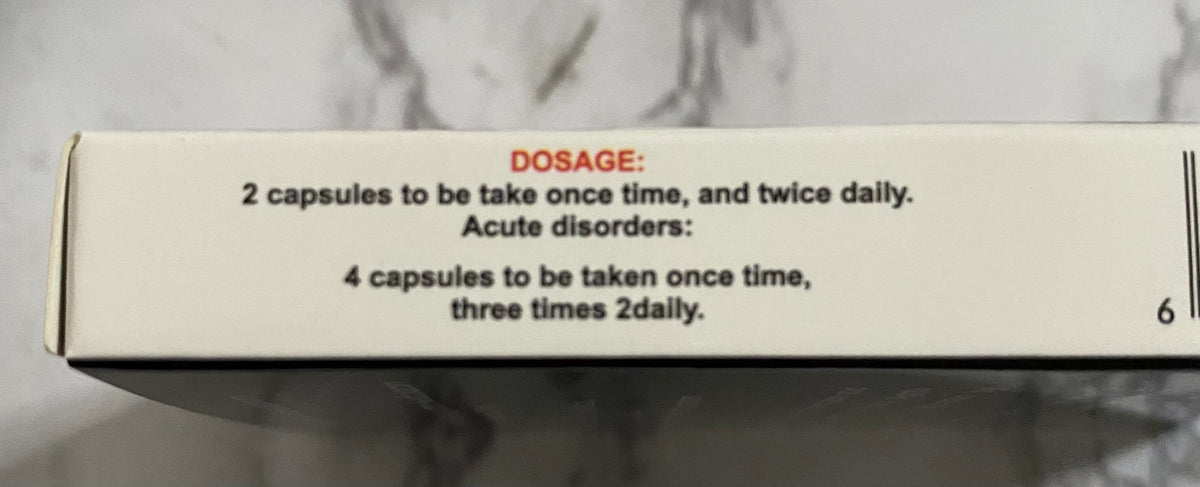 DOSAGE:
2 capsules to be take once time, and twice daily.
Acute disorders:
4 capsules to be taken once time,
three times 2daily.
6